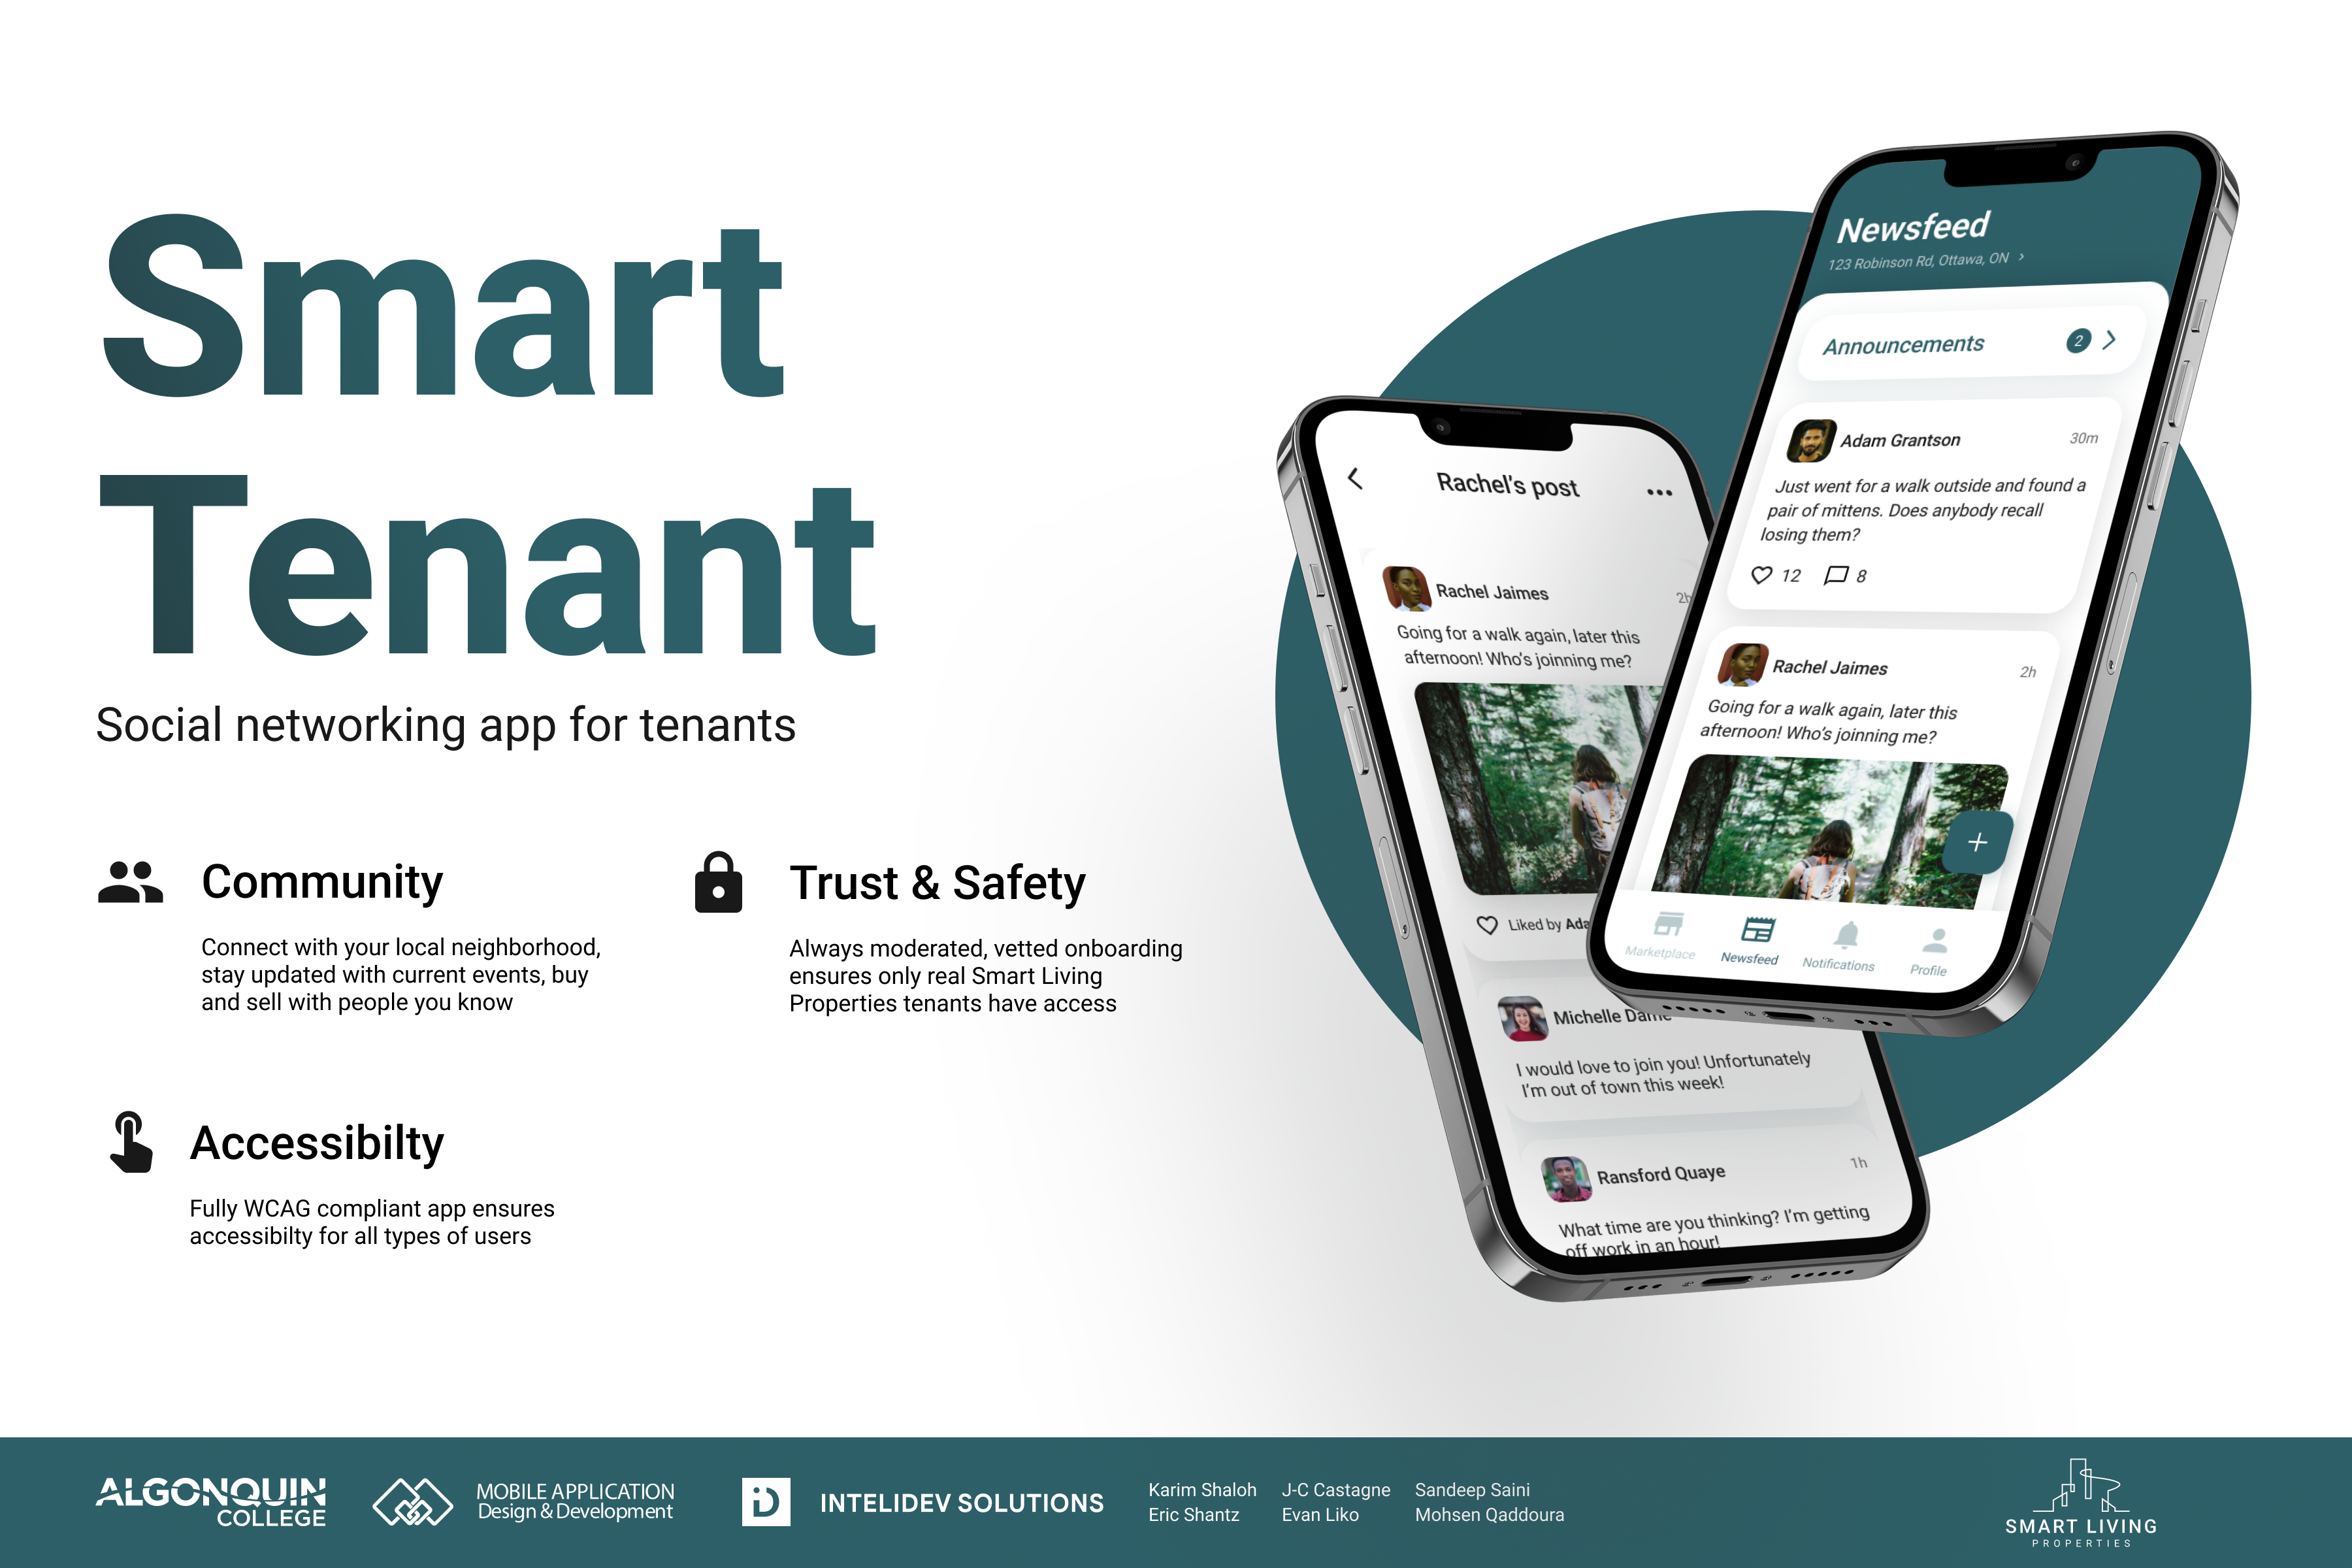 Smart
Tenant
Social networking app for tenants
Community
Connect with your local neighborhood,
stay updated with current events, buy
and sell with people you know
Trust & Safety
Always moderated, vetted onboarding
ensures only real Smart Living
Properties tenants have access
Accessibilty
Fully WCAG compliant app ensures
accessibilty for all types of users
Rachel's post
Rachel Jaimes
2h
Going for a walk again, later this
afternoon! Who's joinning me?
Liked by Ada
Michelle
I would love to join you! Unfortunately
I'm out of town this week!
Ransford Quaye
1h
What time are you thinking? I'm getting
off work in an hour!
Newsfeed
123 Robinson Rd, Ottawa, ON >
Announcements
2
Adam Grantson
30m
Just went for a walk outside and found a
pair of mittens. Does anybody recall
losing them?
12
8
Rachel Jaimes
2h
Going for a walk again, later this
afternoon! Who's joinning me?
+
Marketplace
Newsfeed
Notifications
Profile
ALGONQUIN
COLLEGE
MOBILE APPLICATION
Design & Development
iD
INTELIDEV SOLUTIONS
Karim Shaloh
Eric Shantz
J-C Castagne
Evan Liko
Sandeep Saini
Mohsen Qaddoura
SMART LIVING
PROPERTIES